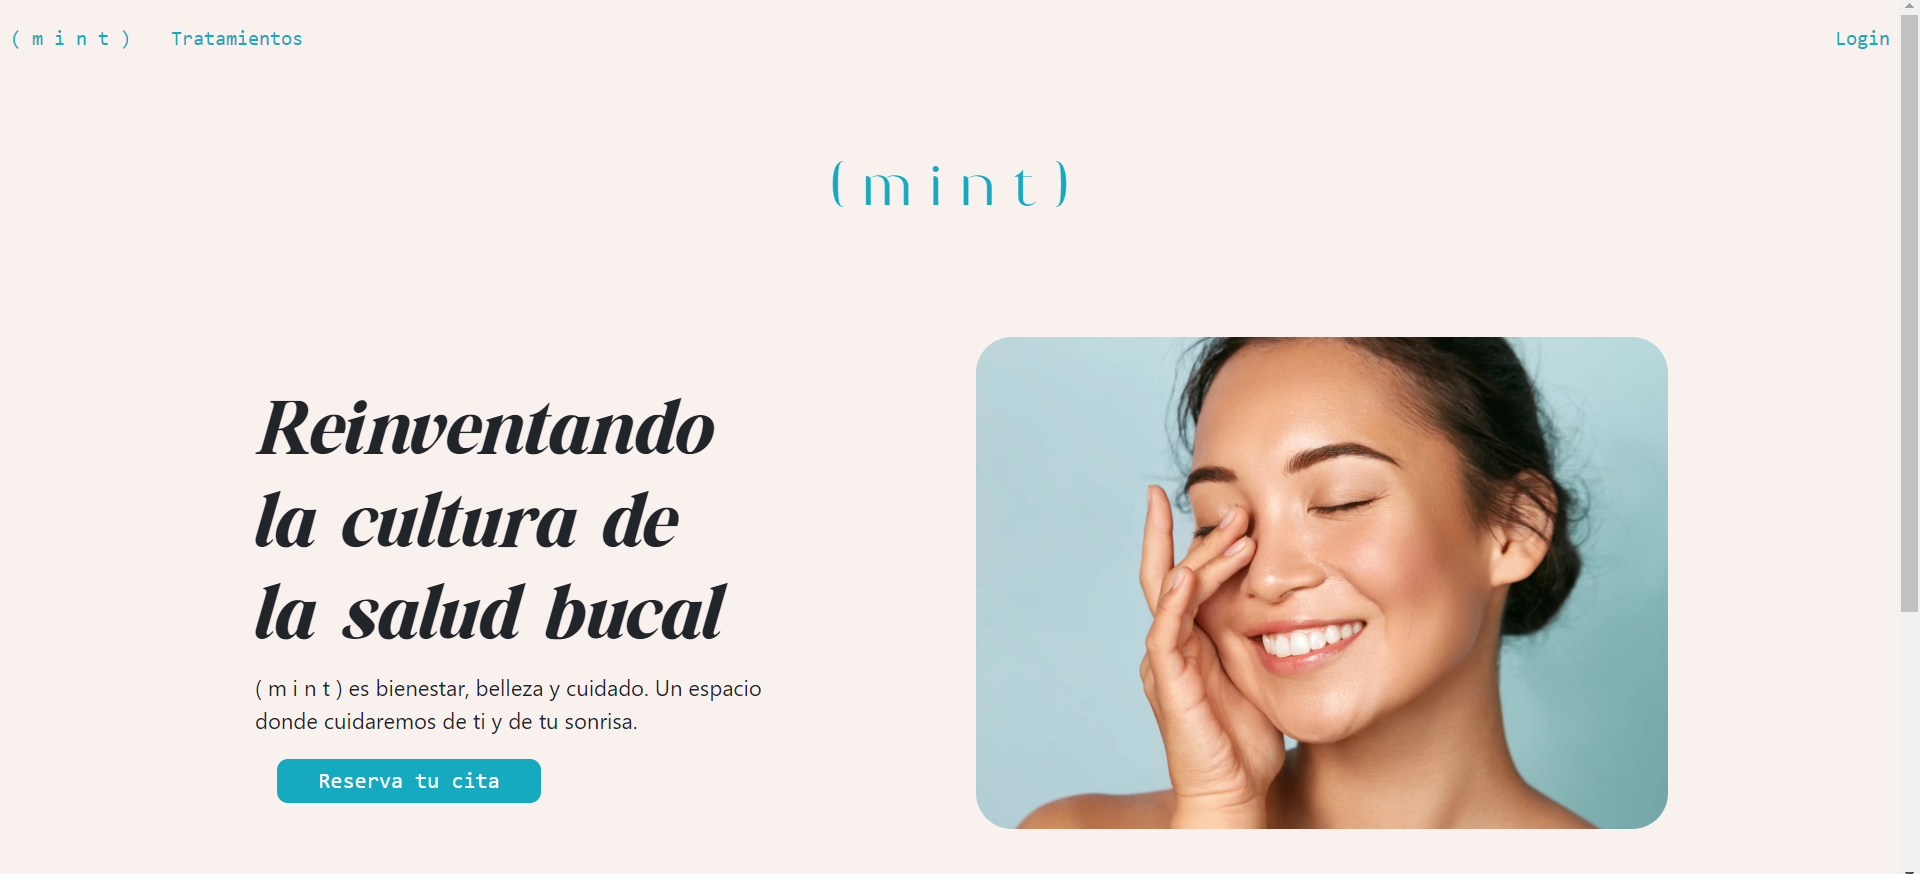 ( m i n t )
Tratamientos
Login
( m i n t )
Reinventando
la cultura de
la salud bucal
( m i n t ) es bienestar, belleza y cuidado. Un espacio
donde cuidaremos de ti y de tu sonrisa.
Reserva tu cita